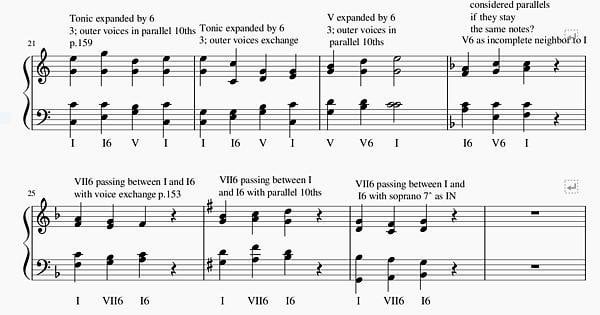 Tonic expanded by 6
3; outer voices in parallel 10ths
p.159
Tonic expanded by 6
3; outer voices exchange
V expanded by 6
3; outer voices in
parallel 10ths
considered parallels
if they stay
the same notes?
V6 as incomplete neighbor to I
21
I I6 V I I I6 V I V V6 I I6 V6 I
VII6 passing between I and I6
with voice exchange p.153
VII6 passing between I
and I6 with parallel 10ths
VII6 passing between I and
I6 with soprano 7^ as IN
25
I VII6 I6 I VII6 I6 I VII6 I6